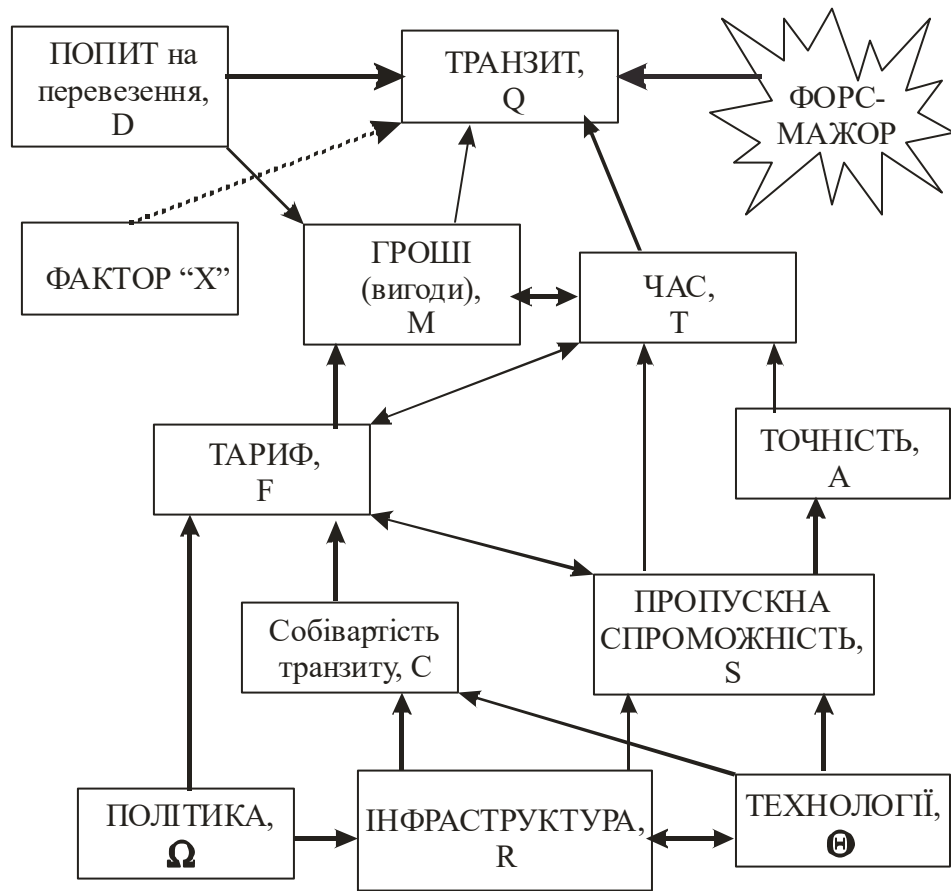 ПОПИТ на
перевезення,
D
ТРАНЗИТ,
Q
ФОРС-
МАЖОР
ФАКТОР “X”
ГРОШІ
(вигоди),
M
ЧАС,
T
ТАРИФ,
F
ТОЧНІСТЬ,
A
Собівартість
транзиту, C
ПРОПУСКНА
СПРОМОЖНІСТЬ,
S
ПОЛІТИКА,
Ω
ІНФРАСТРУКТУРА,
R
ТЕХНОЛОГІЇ,
Θ